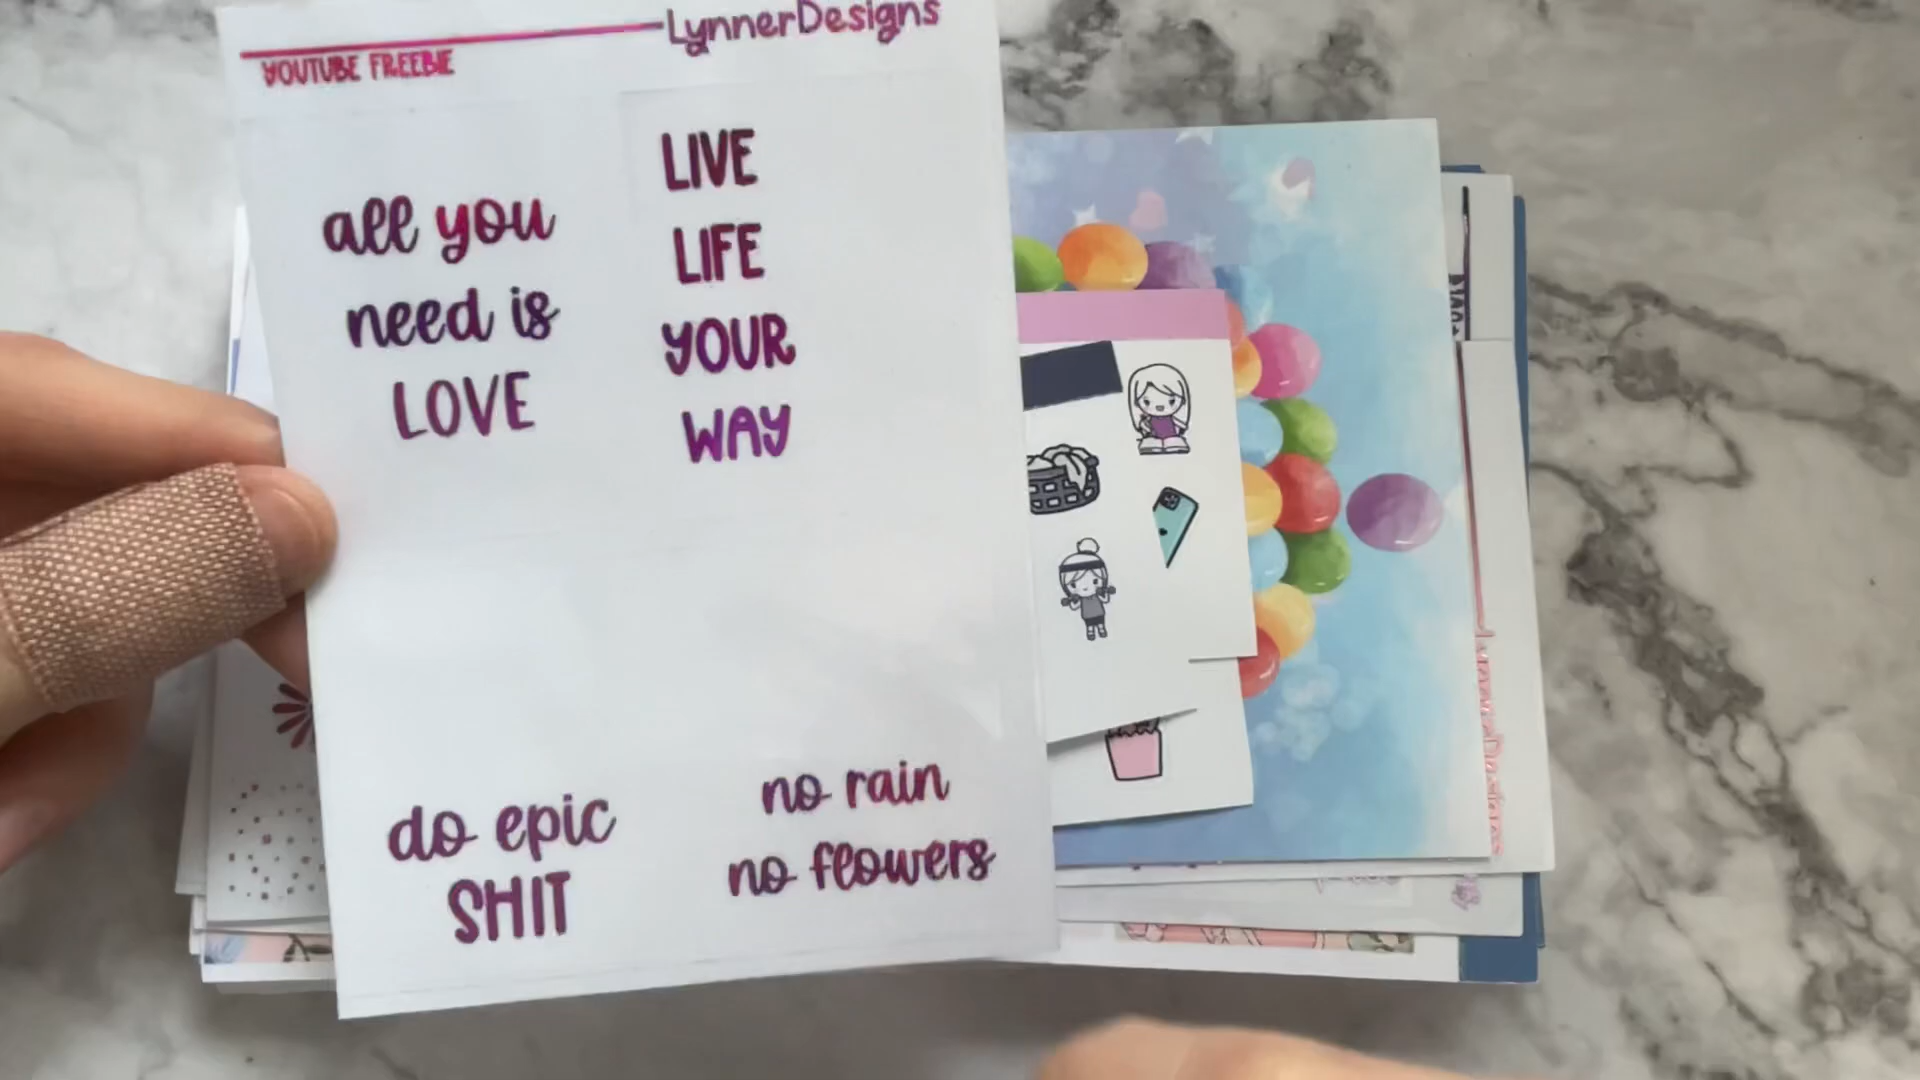 LynnerDesigns
YOUTUBE FREEBIE
all you
need is
LOVE
LIVE
LIFE
YOUR
WAY
do epic
SHIT
no rain
no flowers
LynnerDesigns